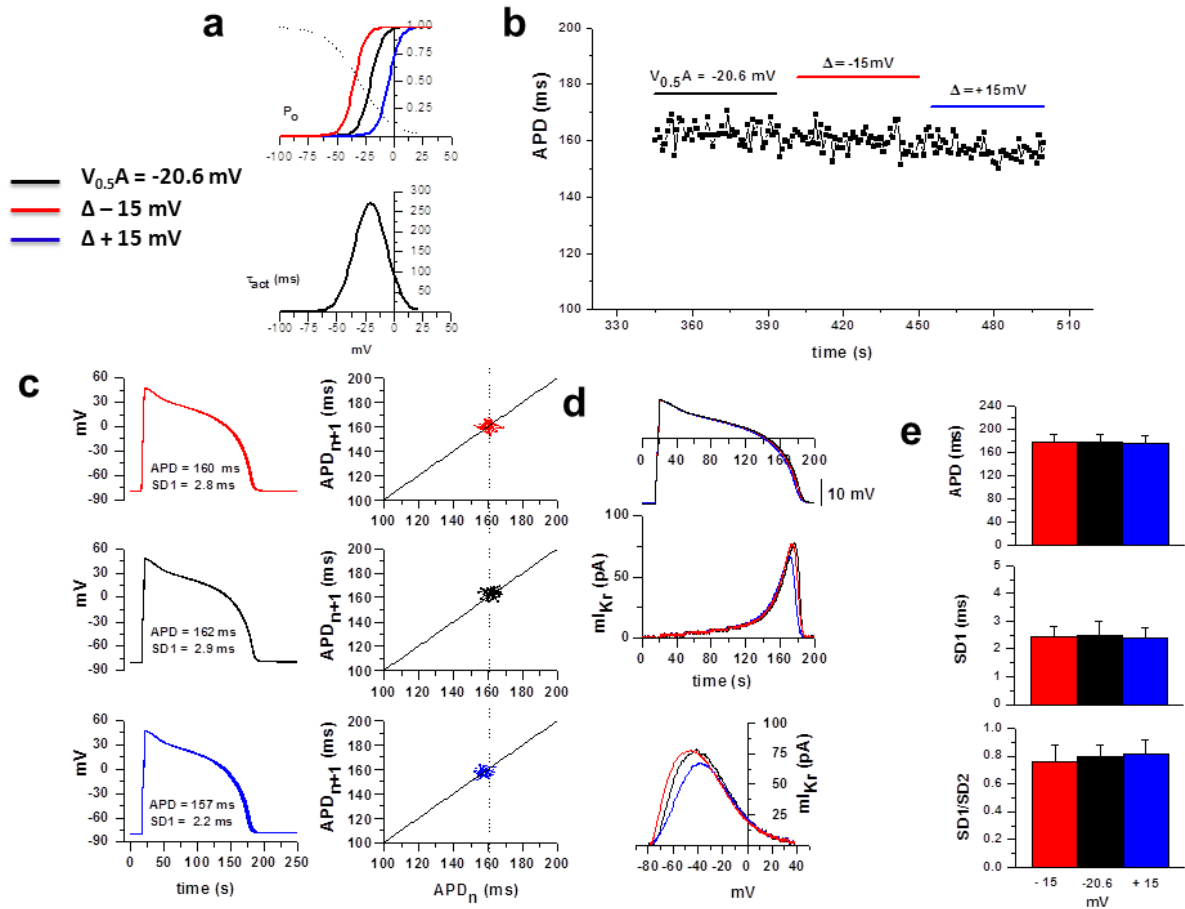 a
1.00
0.75
0.50
0.25
0.00
Po
-100 -75 -50 -25 0 25 50
V0.5A = -20.6 mV
Δ – 15 mV
Δ + 15 mV
300
250
200
150
100
50
τact (ms)
-100 -75 -50 -25 0 25 50
mV
b
200
180
160
140
120
100
APD (ms)
V0.5A = -20.6 mV
Δ = -15mV
Δ = +15mV
330 360 390 420 450 480 510
time (s)
c
60
30
0
-30
-60
-90
mV
APD = 160 ms
SD1 = 2.8 ms
200
180
160
140
120
100
APDn+1 (ms)
100 120 140 160 180 200
60
30
0
-30
-60
-90
mV
APD = 162 ms
SD1 = 2.9 ms
200
180
160
140
120
100
APDn+1 (ms)
100 120 140 160 180 200
60
30
0
-30
-60
-90
mV
APD = 157 ms
SD1 = 2.2 ms
0 50 100 150 200 250
time (s)
200
180
160
140
120
100
APDn+1 (ms)
100 120 140 160 180 200
APDn (ms)
d
0 40 80 120 160 200
10 mV
100
75
50
25
0
mIKr (pA)
0 40 80 120 160 200
time (s)
100
75
50
25
mIKr (pA)
-80 -60 -40 -20 0 20 40
mV
e
240
200
160
120
80
40
0
APD (ms)
5
4
3
2
1
0
SD1 (ms)
1.0
0.8
0.6
0.4
0.2
0.0
SD1/SD2
- 15 -20.6 + 15
mV